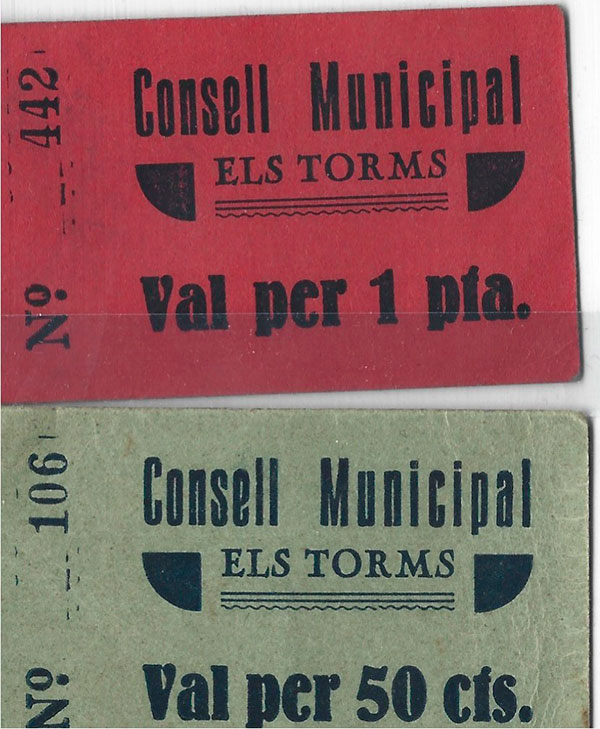 Nº 442
Consell Municipal
ELS TORMS
Val per 1 pta.
Nº 106
Consell Municipal
ELS TORMS
Val per 50 cts.